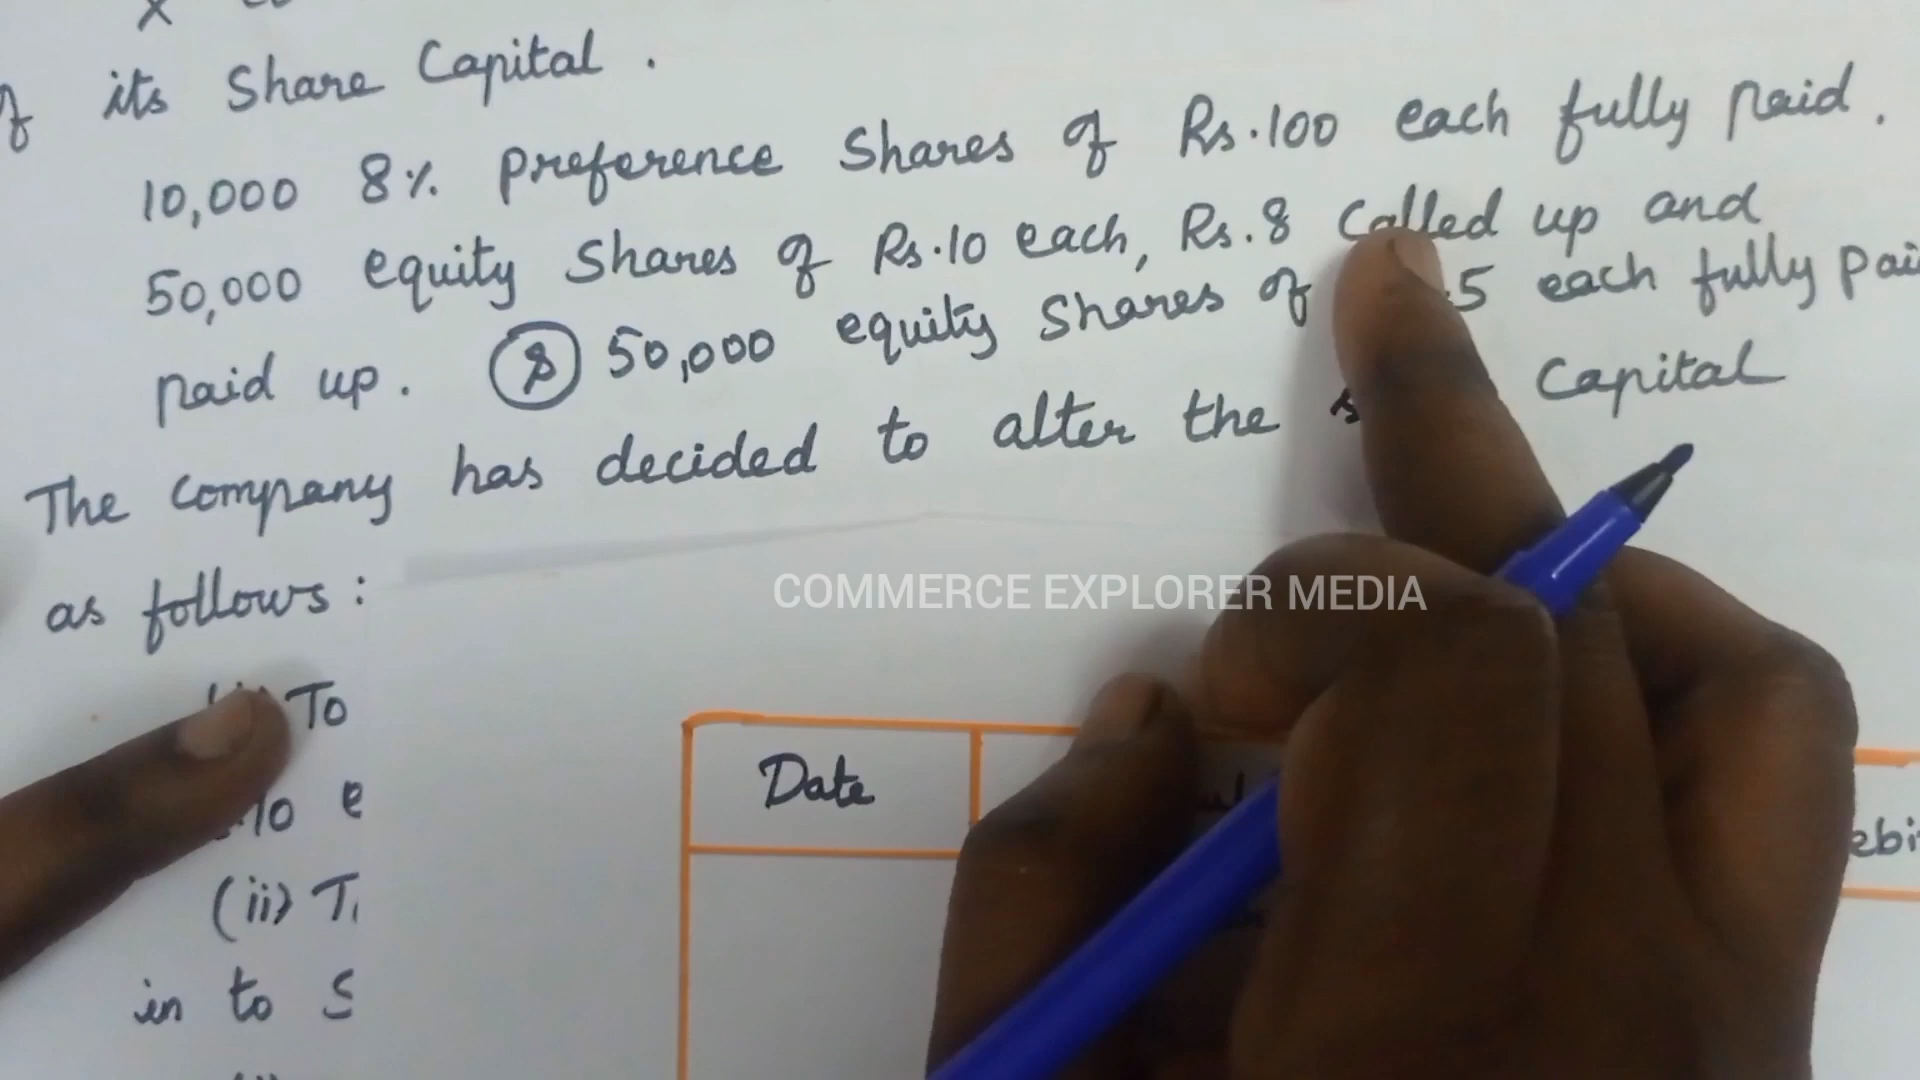 its Share Capital.
10,000 8% Preference Shares of Rs.100 each fully paid.
50,000 equity Shares of Rs.10 each, Rs.8 Called up and
paid up. & 50,000 equity Shares of 5 each fully pai
The Company has decided to alter the Capital
as follows:
To
(ii)
in to S
Date
COMMERCE EXPLORER MEDIA